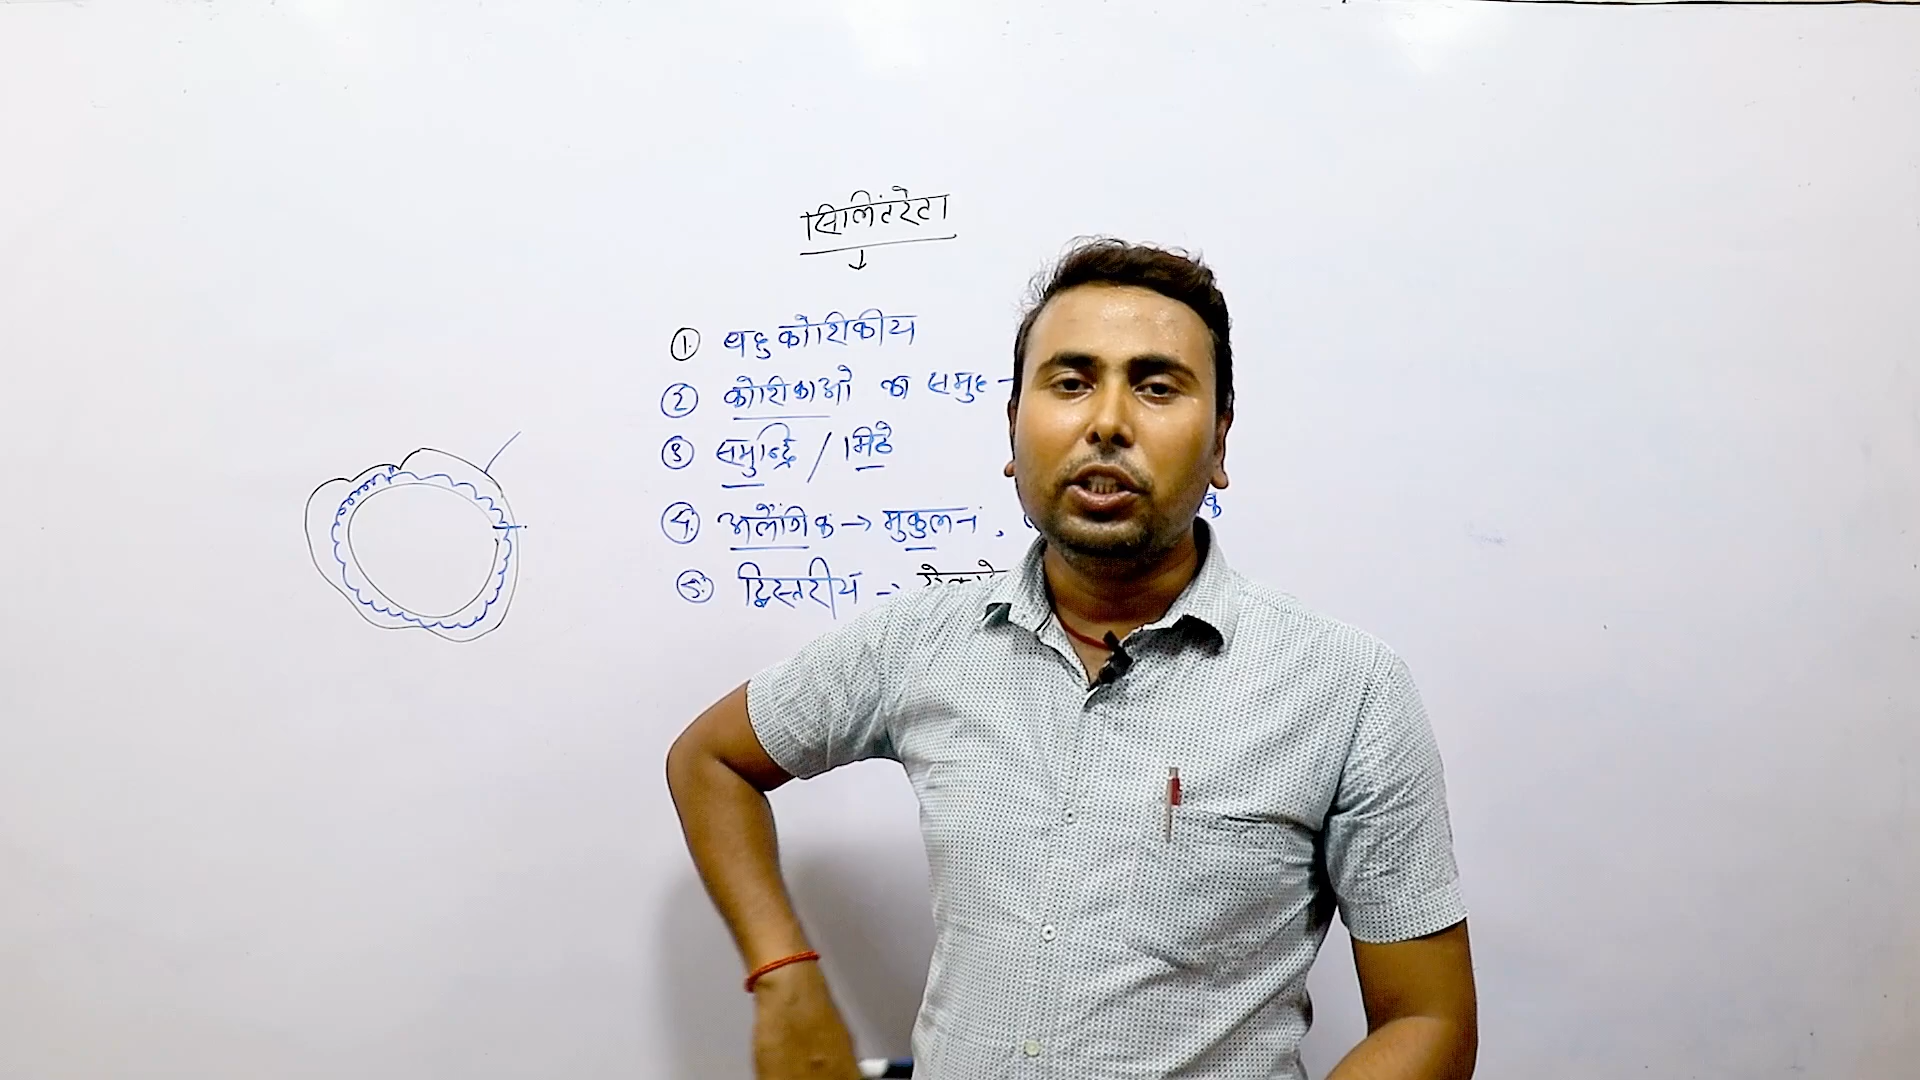 सिलिंटरेटा
↓
① बहुकोशिकीय
② कोशिकाओ का समुह -
③ समुन्द्रि / मिठे
④ अलैंगिक → मुकुलन,
⑤ द्विस्तरीय →